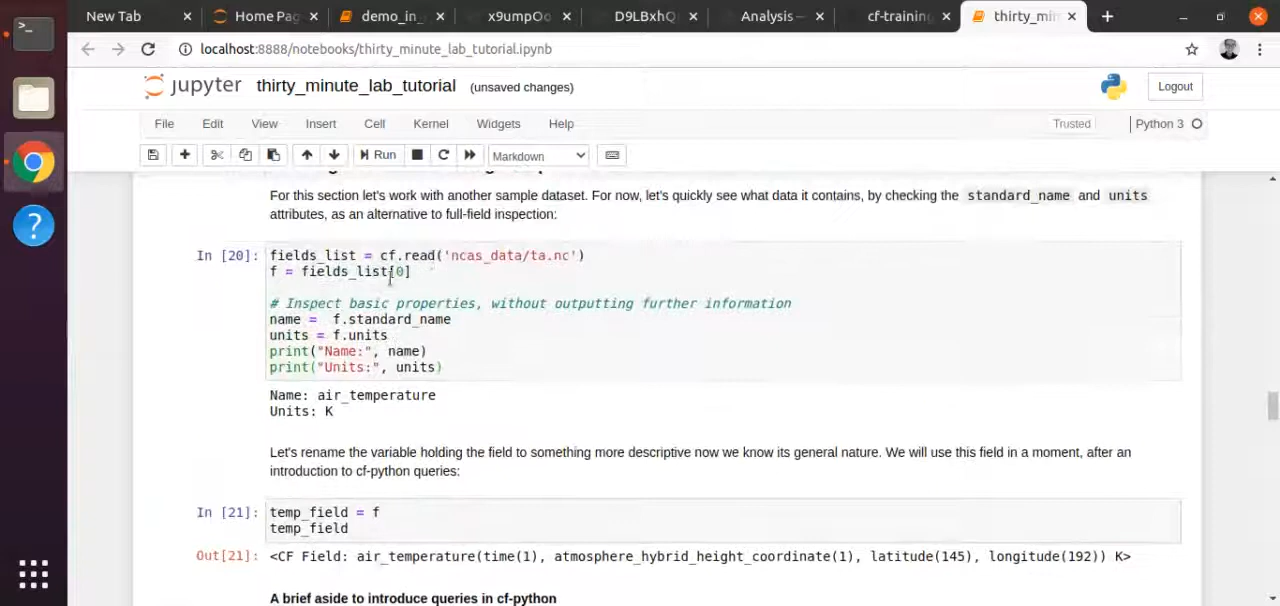 New Tab
Home Pag
demo_in_
x9umpOo
D9LBxhQ
Analysis –
cf-training
thirty_min
localhost:8888/notebooks/thirty_minute_lab_tutorial.ipynb
jupyter thirty_minute_lab_tutorial (unsaved changes)
Logout
File Edit View Insert Cell Kernel Widgets Help
Trusted
Python 3
Run
Markdown
For this section let's work with another sample dataset. For now, let's quickly see what data it contains, by checking the standard_name and units
attributes, as an alternative to full-field inspection:
In [20]:
fields_list = cf.read('ncas_data/ta.nc')
f = fields_list[0]
# Inspect basic properties, without outputting further information
name =  f.standard_name
units = f.units
print("Name:", name)
print("Units:", units)
Name: air_temperature
Units: K
Let's rename the variable holding the field to something more descriptive now we know its general nature. We will use this field in a moment, after an
introduction to cf-python queries:
In [21]:
temp_field = f
temp_field
Out[21]:
<CF Field: air_temperature(time(1), atmosphere_hybrid_height_coordinate(1), latitude(145), longitude(192)) K>
A brief aside to introduce queries in cf-python